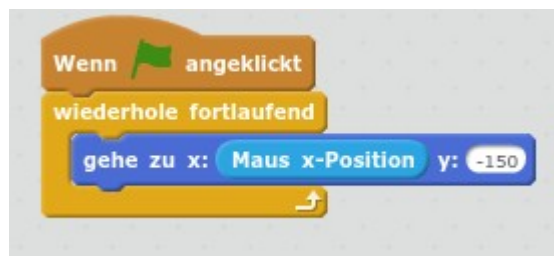 Wenn angeklickt
wiederhole fortlaufend
gehe zu x: Maus x-Position y: -150